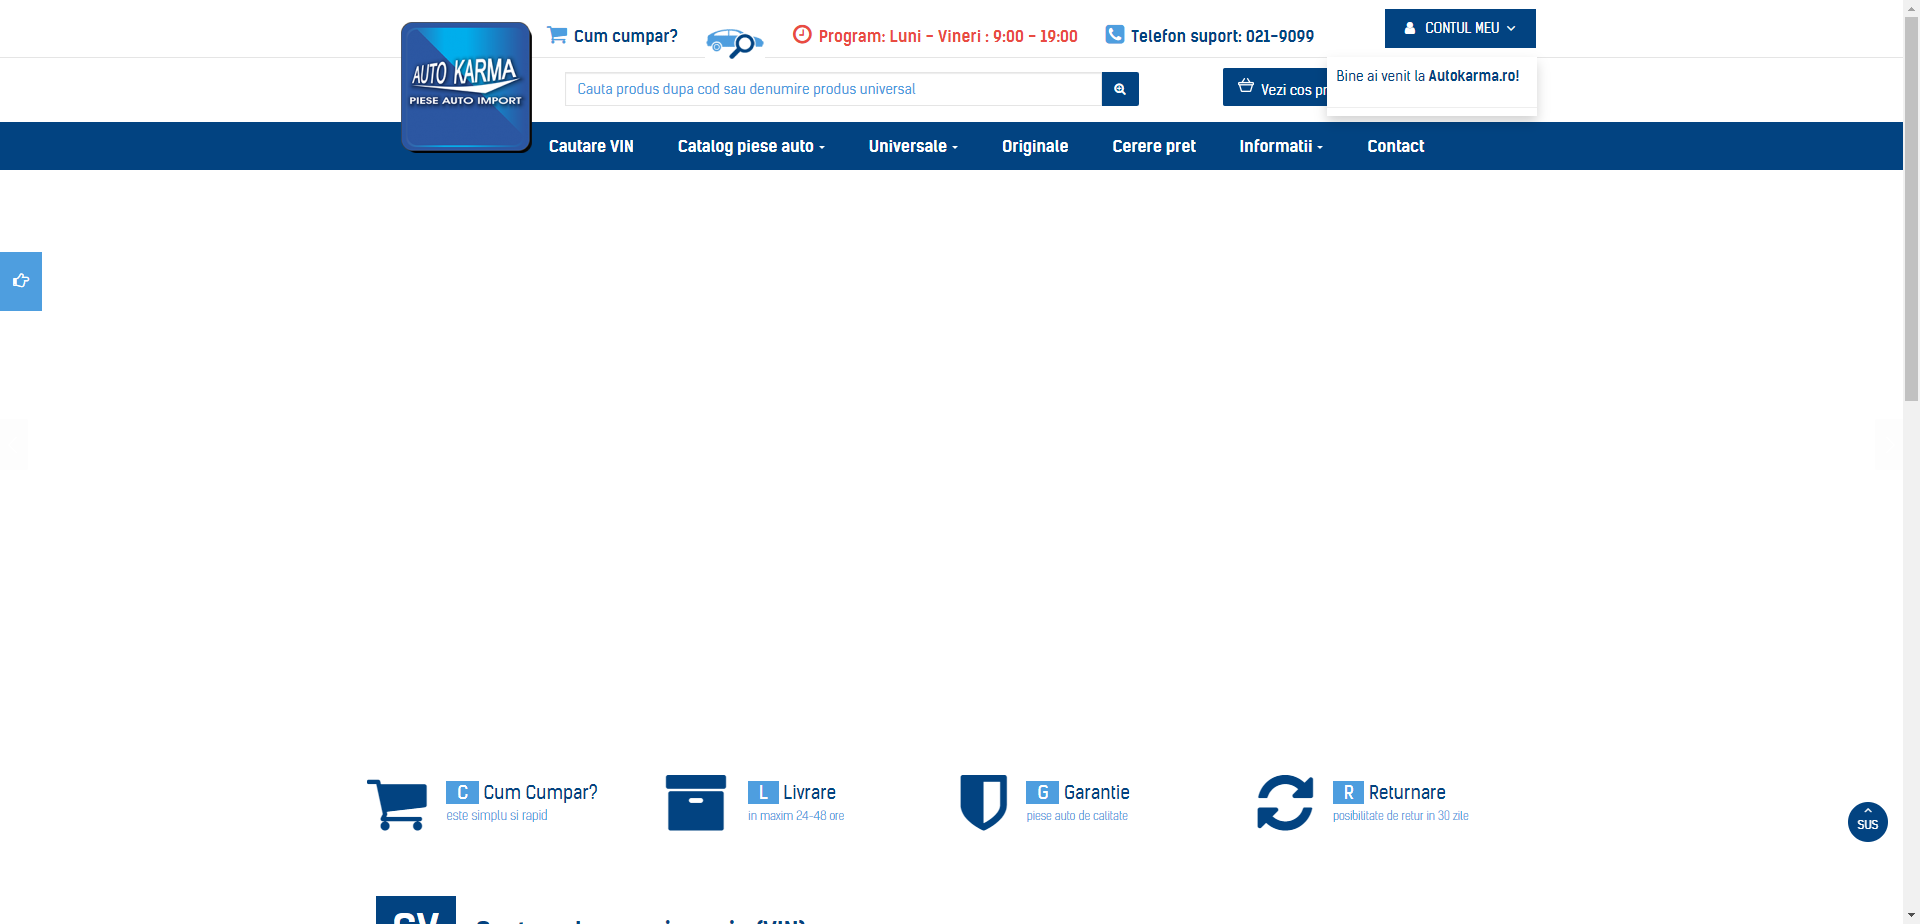 AUTO KARMA
PIESE AUTO IMPORT
Cum cumpar?
Program: Luni - Vineri : 9:00 - 19:00
Telefon suport: 021-9099
CONTUL MEU
Bine ai venit la Autokarma.ro!
Cauta produs dupa cod sau denumire produs universal
Vezi cos
Cautare VIN
Catalog piese auto
Universale
Originale
Cerere pret
Informatii
Contact
C Cum Cumpar?
este simplu si rapid
L Livrare
in maxim 24-48 ore
G Garantie
piese auto de calitate
R Returnare
posibilitate de retur in 30 zile
SUS
CV
(VIN)